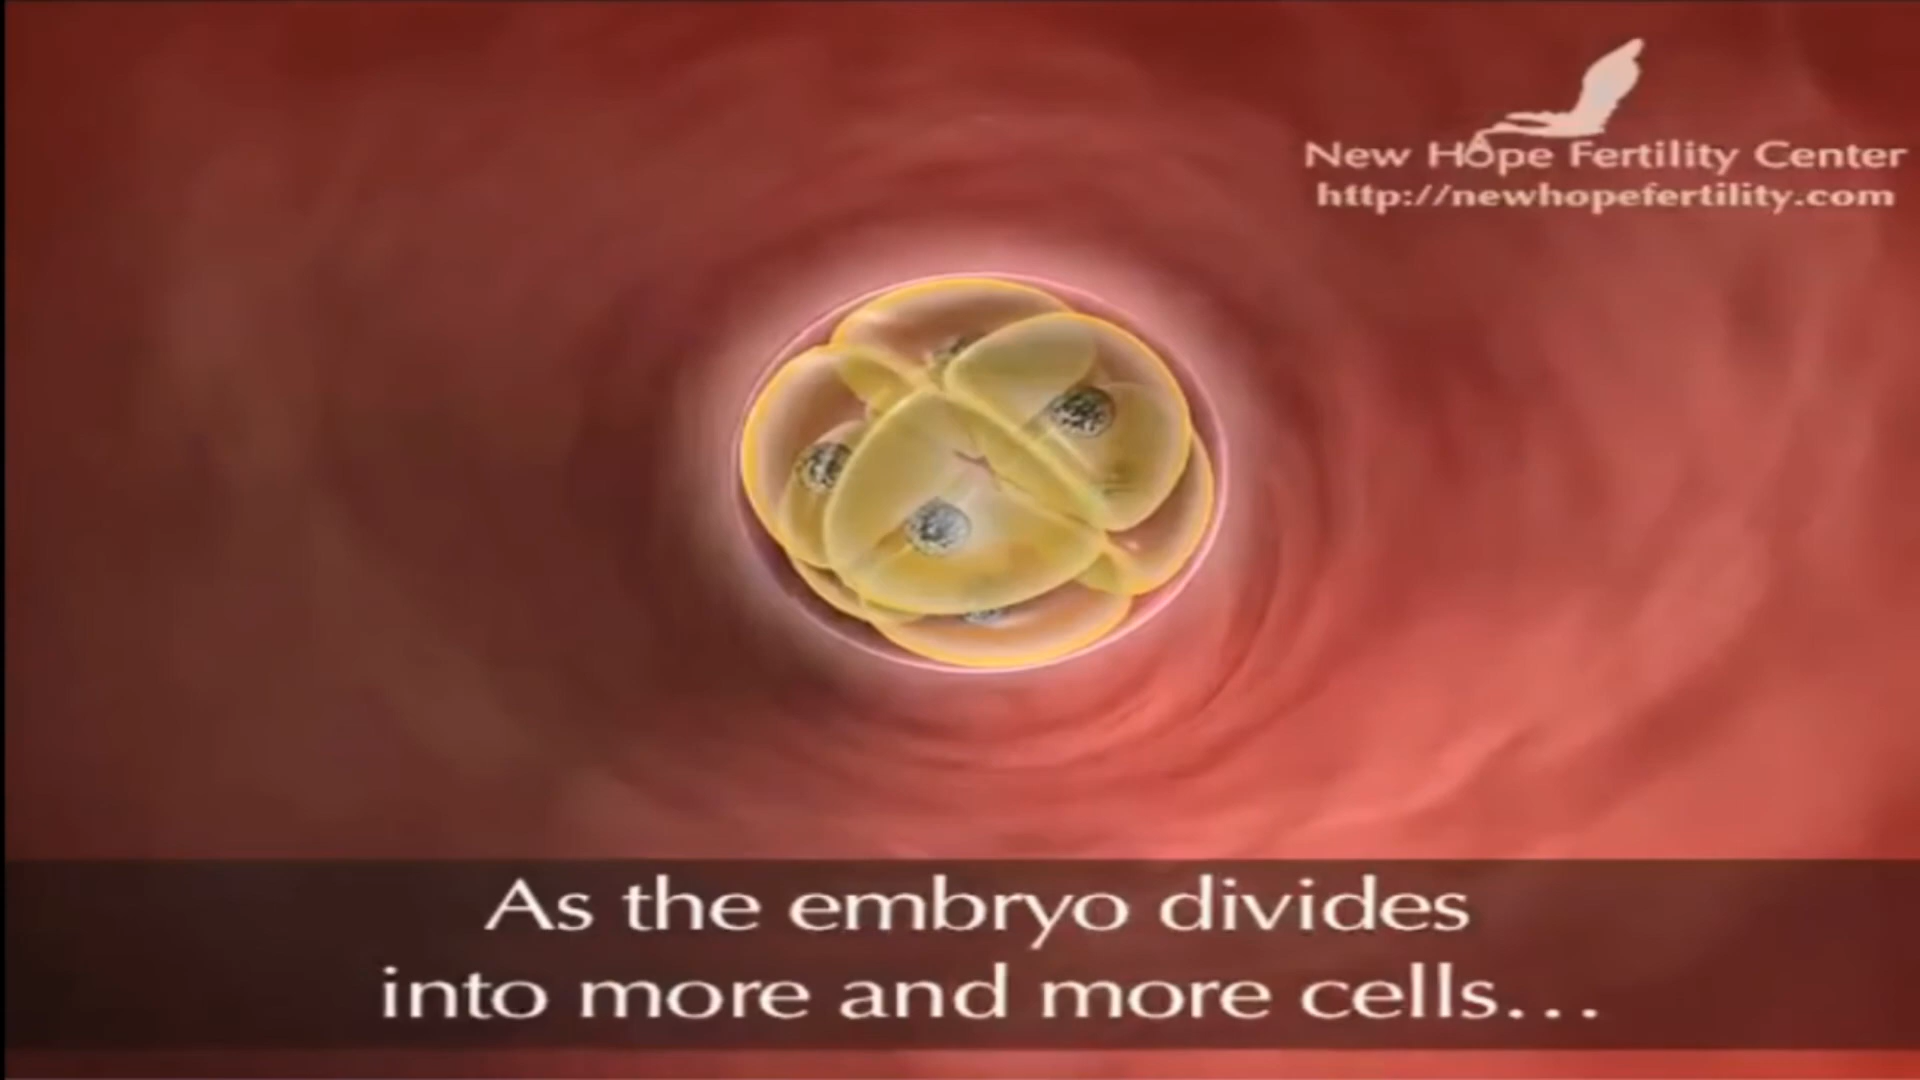 New Hope Fertility Center
http://newhopefertility.com
As the embryo divides
into more and more cells...